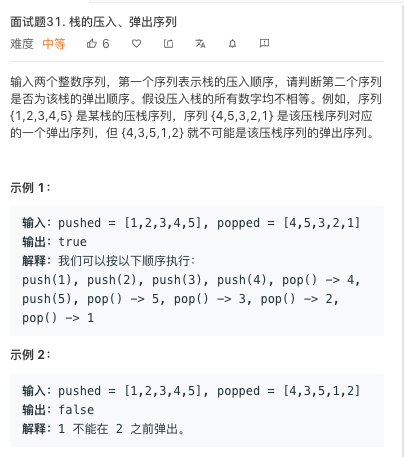 面试题31. 栈的压入、弹出序列
难度 中等 6
输入两个整数序列，第一个序列表示栈的压入顺序，请判断第二个序列
是否为该栈的弹出顺序。假设压入栈的所有数字均不相等。例如，序列
{1,2,3,4,5} 是某栈的压栈序列，序列 {4,5,3,2,1} 是该压栈序列对应
的一个弹出序列，但 {4,3,5,1,2} 就不可能是该压栈序列的弹出序列。
示例 1：
输入：pushed = [1,2,3,4,5], popped = [4,5,3,2,1]
输出：true
解释：我们可以按以下顺序执行：
push(1), push(2), push(3), push(4), pop() -> 4,
push(5), pop() -> 5, pop() -> 3, pop() -> 2,
pop() -> 1
示例 2：
输入：pushed = [1,2,3,4,5], popped = [4,3,5,1,2]
输出：false
解释：1 不能在 2 之前弹出。